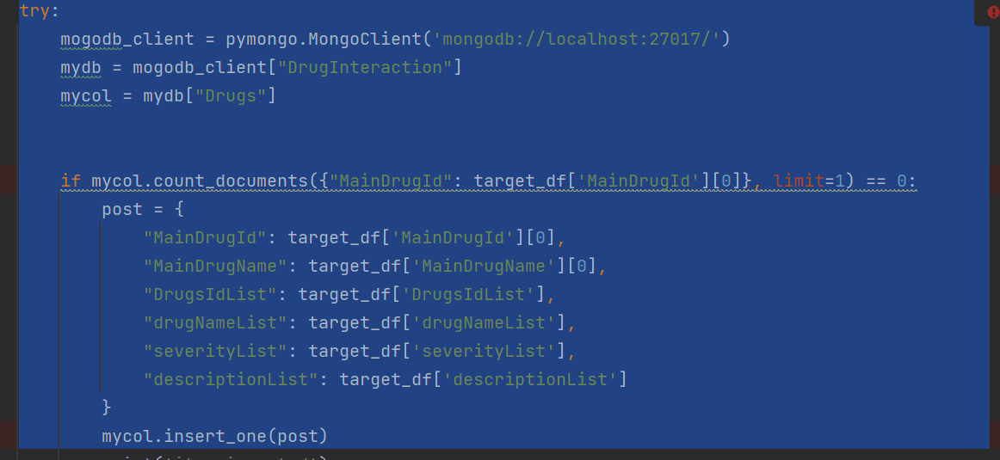 try:
    mogodb_client = pymongo.MongoClient('mongodb://localhost:27017/')
    mydb = mogodb_client["DrugInteraction"]
    mycol = mydb["Drugs"]
    if mycol.count_documents({"MainDrugId": target_df['MainDrugId'][0]}, limit=1) == 0:
        post = {
            "MainDrugId": target_df['MainDrugId'][0],
            "MainDrugName": target_df['MainDrugName'][0],
            "DrugsIdList": target_df['DrugsIdList'],
            "drugNameList": target_df['drugNameList'],
            "severityList": target_df['severityList'],
            "descriptionList": target_df['descriptionList']
        }
        mycol.insert_one(post)